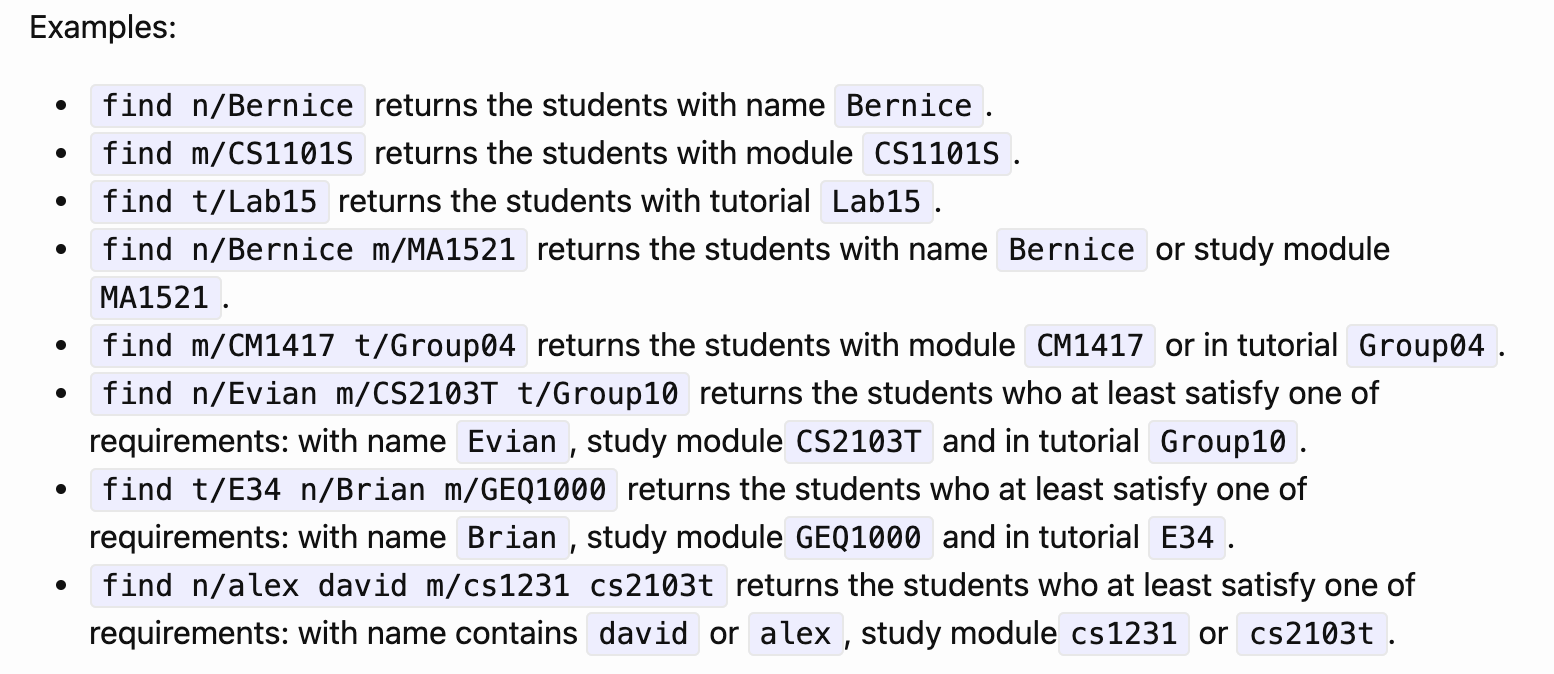 Examples:
• find n/Bernice returns the students with name Bernice.
• find m/CS1101S returns the students with module CS1101S.
• find t/Lab15 returns the students with tutorial Lab15.
• find n/Bernice m/MA1521 returns the students with name Bernice or study module
MA1521.
• find m/CM1417 t/Group04 returns the students with module CM1417 or in tutorial Group04.
• find n/Evian m/CS2103T t/Group10 returns the students who at least satisfy one of
requirements: with name Evian, study module CS2103T and in tutorial Group10.
• find t/E34 n/Brian m/GEQ1000 returns the students who at least satisfy one of
requirements: with name Brian, study module GEQ1000 and in tutorial E34.
• find n/alex david m/cs1231 cs2103t returns the students who at least satisfy one of
requirements: with name contains david or alex, study module cs1231 or cs2103t.